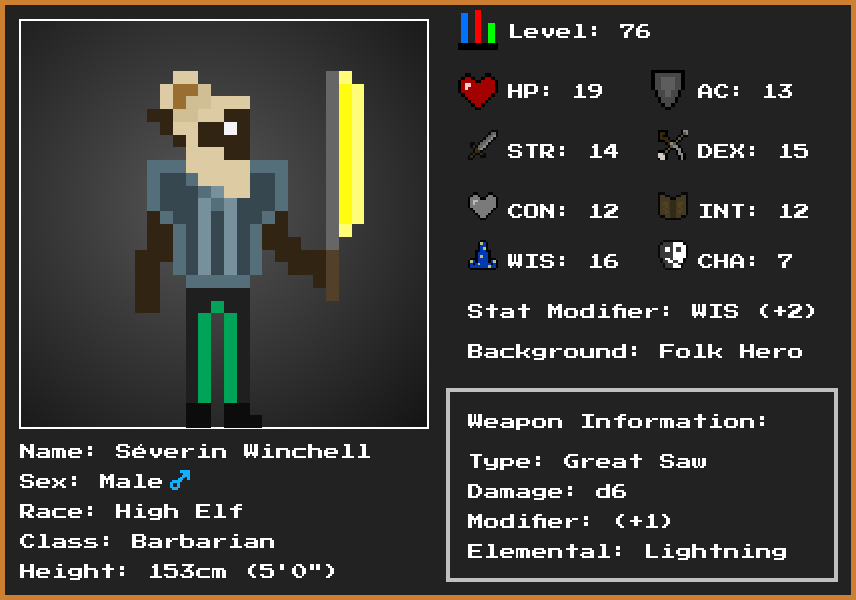 Level: 76
HP: 19 AC: 13
STR: 14 DEX: 15
CON: 12 INT: 12
WIS: 16 CHA: 7
Stat Modifier: WIS (+2)
Background: Folk Hero
Weapon Information:
Type: Great Saw
Damage: d6
Modifier: (+1)
Elemental: Lightning
Name: Séverin Winchell
Sex: Male♂
Race: High Elf
Class: Barbarian
Height: 153cm (5'0")